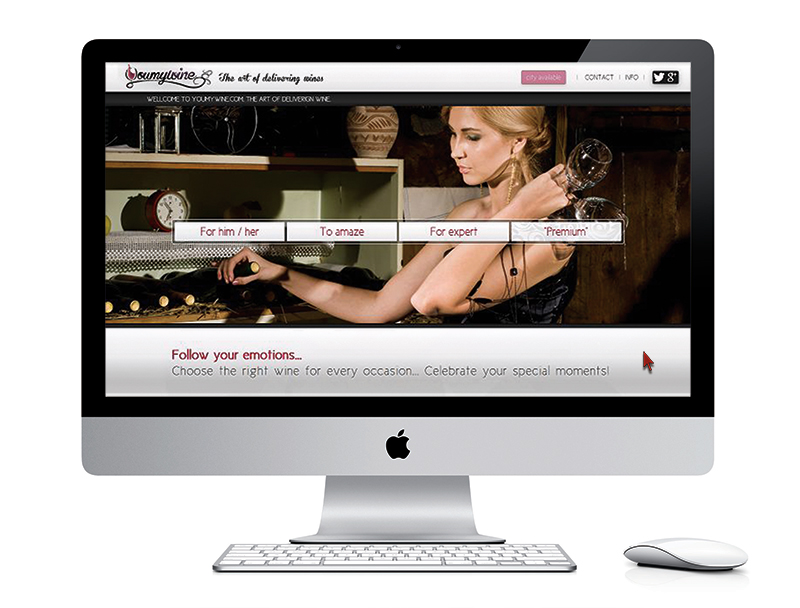 Youmywine The art of delivering wines
city available | CONTACT | INFO |
WELLCOME TO YOUMYWINE.COM, THE ART OF DELIVERIGN WINE.
For him / her To amaze For expert "Premium"
Follow your emotions...
Choose the right wine for every occasion... Celebrate your special moments!